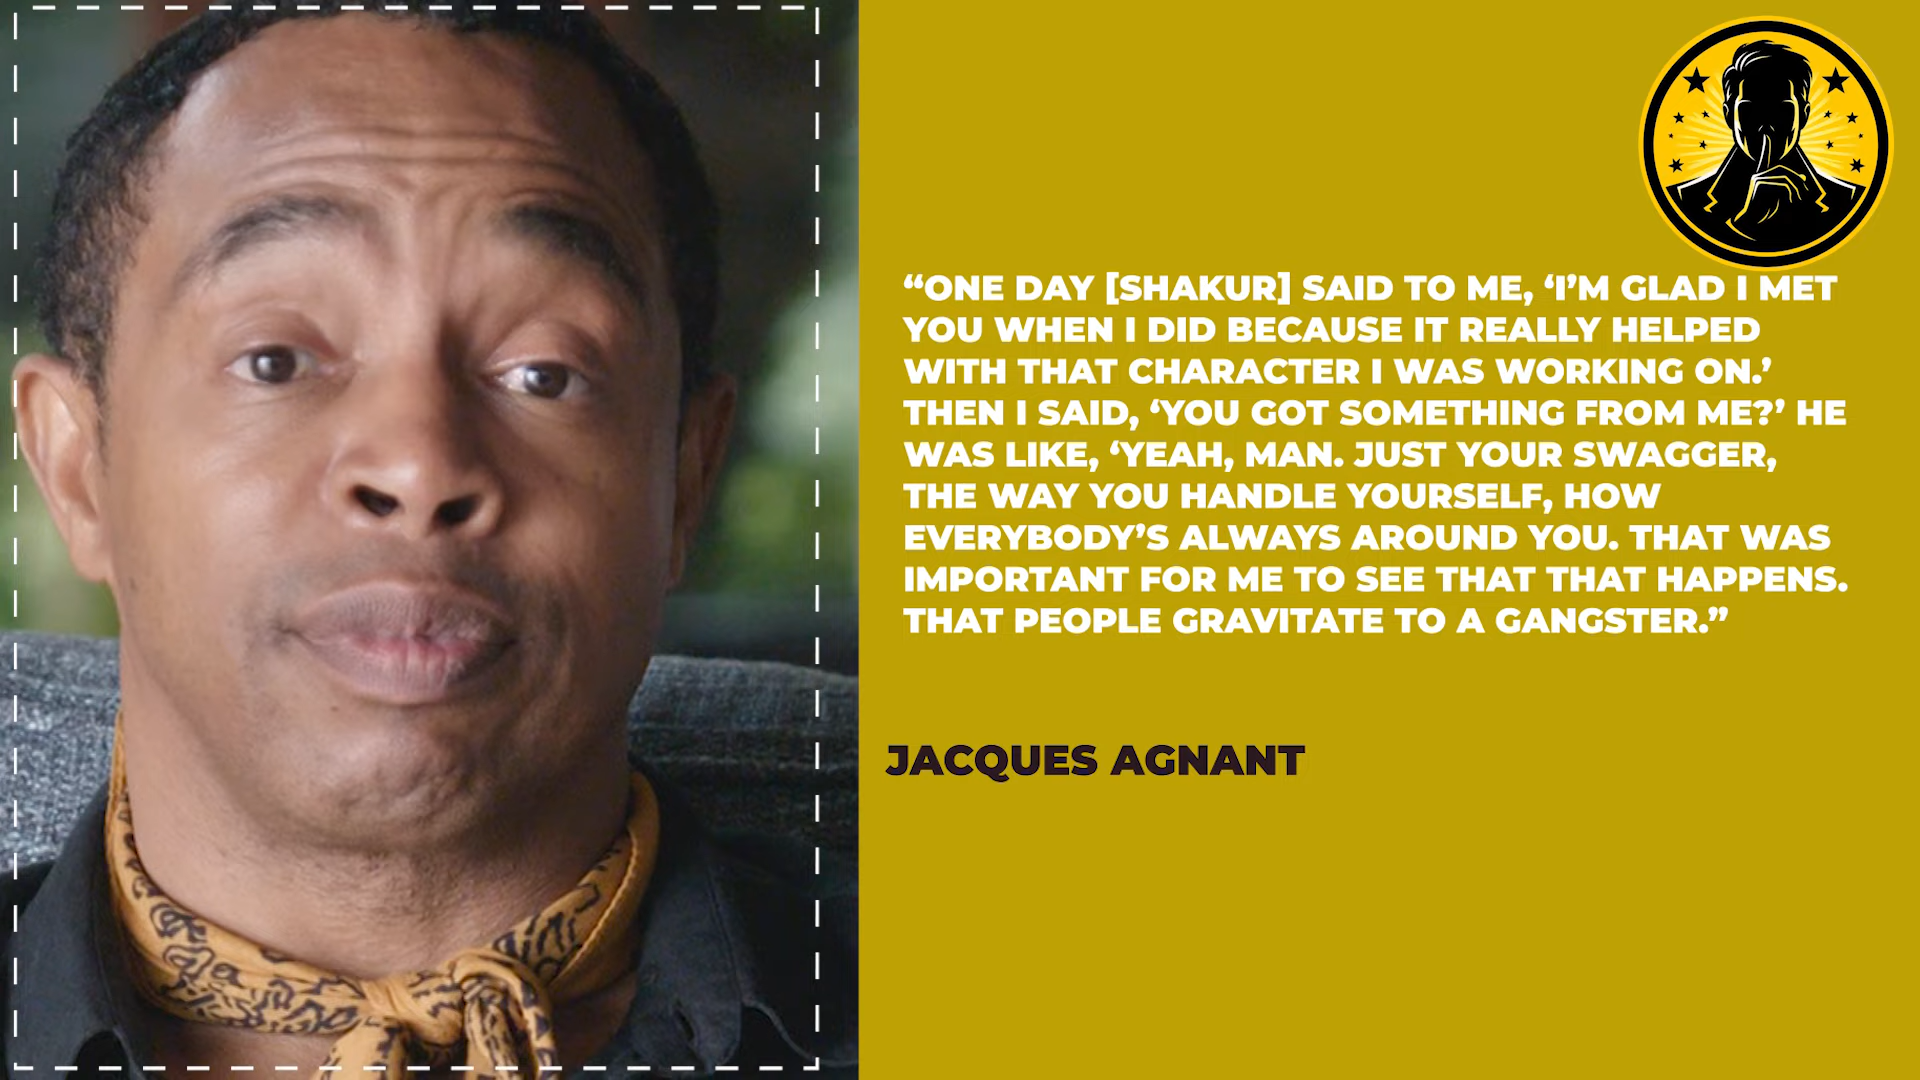 “ONE DAY [SHAKUR] SAID TO ME, ‘I’M GLAD I MET
YOU WHEN I DID BECAUSE IT REALLY HELPED
WITH THAT CHARACTER I WAS WORKING ON.’
THEN I SAID, ‘YOU GOT SOMETHING FROM ME?’ HE
WAS LIKE, ‘YEAH, MAN. JUST YOUR SWAGGER,
THE WAY YOU HANDLE YOURSELF, HOW
EVERYBODY’S ALWAYS AROUND YOU. THAT WAS
IMPORTANT FOR ME TO SEE THAT THAT HAPPENS.
THAT PEOPLE GRAVITATE TO A GANGSTER.”
JACQUES AGNANT